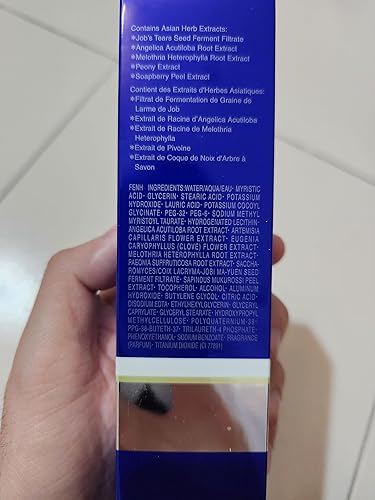 Contains Asian Herb Extracts:
*Job's Tears Seed Ferment Filtrate
*Angelica Acutiloba Root Extract
*Melothria Heterophylla Root Extract
*Peony Extract
*Soapberry Peel Extract
Contient des Extraits d'Herbes Asiatiques:
*Filtrat de Fermentation de Graine de
Larme de Job
*Extrait de Racine d'Angelica Acutiloba
*Extrait de Racine de Melothria
Heterophylla
*Extrait de Pivoine
*Extrait de Coque de Noix d'Arbre à
Savon
FENH INGREDIENTS:WATER/AQUA/EAU• MYRISTIC
ACID• GLYCERIN• STEARIC ACID• POTASSIUM
HYDROXIDE• LAURIC ACID• POTASSIUM COCOYL
GLYCINATE• PEG-32• PEG-6• SODIUM METHYL
MYRISTOYL TAURATE• HYDROGENATED LECITHIN•
ANGELICA ACUTILOBA ROOT EXTRACT• ARTEMISIA
CAPILLARIS FLOWER EXTRACT• EUGENIA
CARYOPHYLLUS (CLOVE) FLOWER EXTRACT•
MELOTHRIA HETEROPHYLLA ROOT EXTRACT•
PAEONIA SUFFRUTICOSA ROOT EXTRACT• SACCHA-
ROMYCES/COIX LACRYMA-JOBI MA-YUEN SEED
FERMENT FILTRATE• SAPINDUS MUKUROSSI PEEL
EXTRACT• TOCOPHEROL• ALCOHOL• ALUMINUM
HYDROXIDE• BUTYLENE GLYCOL• CITRIC ACID•
DISODIUM EDTA• ETHYLHEXYLGLYCERIN• GLYCERYL
CAPRYLATE• GLYCERYL STEARATE• HYDROXYPROPYL
METHYLCELLULOSE• POLYQUATERNIUM-39•
PPG-38-BUTETH-37• TRILAURETH-4 PHOSPHATE•
PHENOXYETHANOL• SODIUM BENZOATE• FRAGRANCE
(PARFUM)• TITANIUM DIOXIDE (CI 77891)